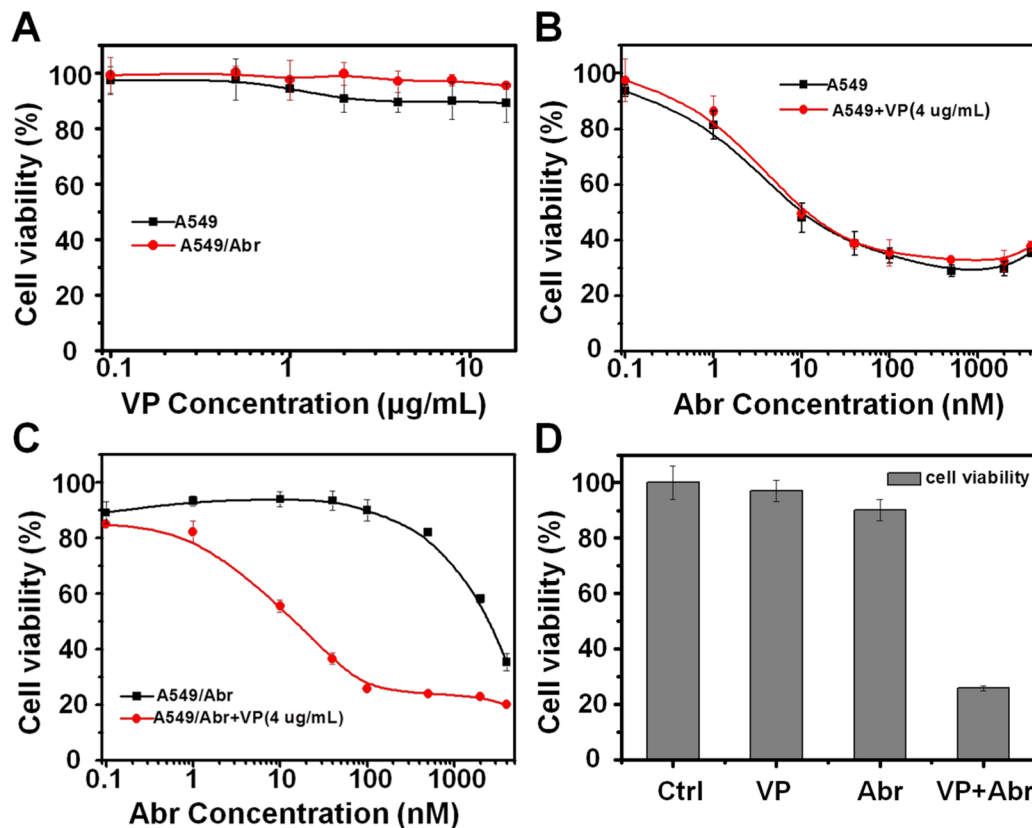 A
100
80
60
40
20
0
Cell viability (%)
A549
A549/Abr
0.1
1
10
VP Concentration (µg/mL)
B
100
80
60
40
20
0
Cell viability (%)
A549
A549+VP(4 ug/mL)
0.1
1
10
100
1000
Abr Concentration (nM)
C
100
80
60
40
20
0
Cell viability (%)
A549/Abr
A549/Abr+VP(4 ug/mL)
0.1
1
10
100
1000
Abr Concentration (nM)
D
100
80
60
40
20
0
Cell viability (%)
cell viability
Ctrl
VP
Abr
VP+Abr